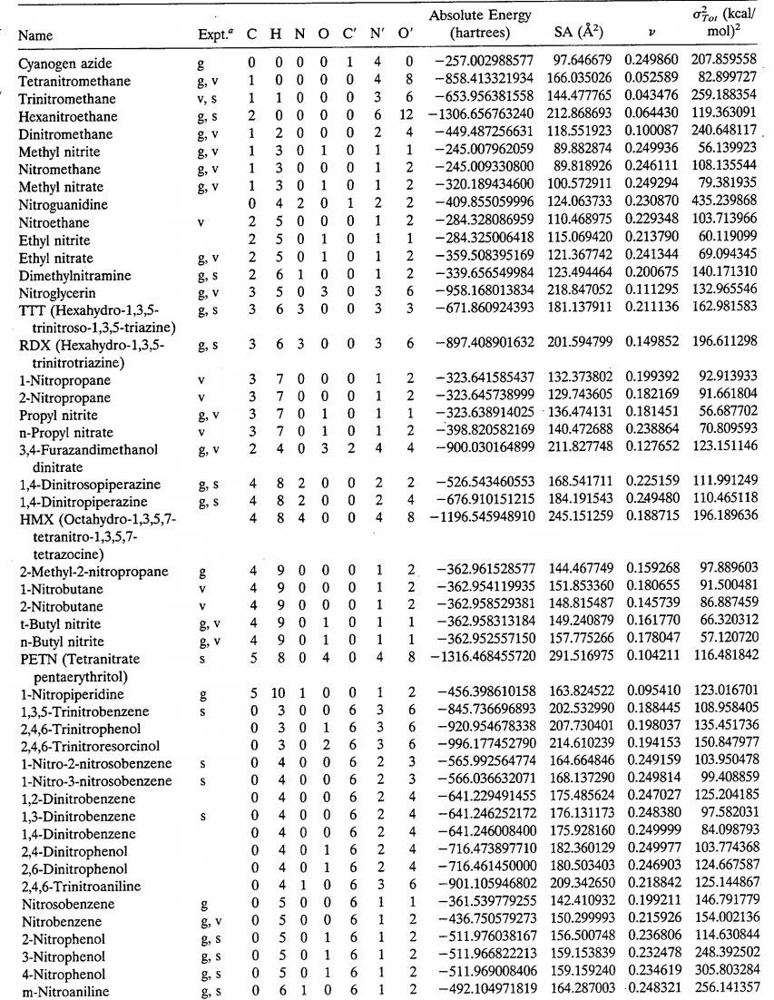 Absolute Energy σ²Tot (kcal/
Name Expt.a C H N O C′ N′ O′ (hartrees) SA (Å²) ν mol)²
Cyanogen azide g 0 0 0 0 1 4 0 −257.002988577 97.646679 0.249860 207.859558
Tetranitromethane g, v 1 0 0 0 0 4 8 −858.413321934 166.035026 0.052589 82.899727
Trinitromethane v, s 1 1 0 0 0 3 6 −653.956381558 144.477765 0.043476 259.188354
Hexanitroethane g, s 2 0 0 0 0 6 12 −1306.656763240 212.868693 0.064430 119.363091
Dinitromethane g, v 1 2 0 0 0 2 4 −449.487256631 118.551923 0.100087 240.648117
Methyl nitrite g, v 1 3 0 1 0 1 1 −245.007962059 89.882874 0.249936 56.139923
Nitromethane g, v 1 3 0 0 0 1 2 −245.009330800 89.818926 0.246111 108.135544
Methyl nitrate g, v 1 3 0 1 0 1 2 −320.189434600 100.572911 0.249294 79.381935
Nitroguanidine 0 4 2 0 1 2 2 −409.855059996 124.063733 0.230870 435.239868
Nitroethane v 2 5 0 0 0 1 2 −284.328086959 110.468975 0.229348 103.713966
Ethyl nitrite 2 5 0 1 0 1 1 −284.325006418 115.069420 0.213790 60.119099
Ethyl nitrate g, v 2 5 0 1 0 1 2 −359.508395169 121.367742 0.241344 69.094345
Dimethylnitramine g, s 2 6 1 0 0 1 2 −339.656549984 123.494464 0.200675 140.171310
Nitroglycerin g, v 3 5 0 3 0 3 6 −958.168013834 218.847052 0.111295 132.965546
TTT (Hexahydro-1,3,5- g, s 3 6 3 0 0 3 3 −671.860924393 181.137911 0.211136 162.981583
trinitroso-1,3,5-triazine)
RDX (Hexahydro-1,3,5- g, s 3 6 3 0 0 3 6 −897.408901632 201.594799 0.149852 196.611298
trinitrotriazine)
1-Nitropropane v 3 7 0 0 0 1 2 −323.641585437 132.373802 0.199392 92.913933
2-Nitropropane v 3 7 0 0 0 1 2 −323.645738999 129.743605 0.182169 91.661804
Propyl nitrite g, v 3 7 0 1 0 1 1 −323.638914025 136.474131 0.181451 56.687702
n-Propyl nitrate v 3 7 0 1 0 1 2 −398.820582169 140.472688 0.238864 70.809593
3,4-Furazandimethanol g, v 2 4 0 3 2 4 4 −900.030164899 211.827748 0.127652 123.151146
dinitrate
1,4-Dinitrosopiperazine g, s 4 8 2 0 0 2 2 −526.543460553 168.541711 0.225159 111.991249
1,4-Dinitropiperazine g, s 4 8 2 0 0 2 4 −676.910151215 184.191543 0.249480 110.465118
HMX (Octahydro-1,3,5,7- 4 8 4 0 0 4 8 −1196.545948910 245.151259 0.188715 196.189636
tetranitro-1,3,5,7-
tetrazocine)
2-Methyl-2-nitropropane g 4 9 0 0 0 1 2 −362.961528577 144.467749 0.159268 97.889603
1-Nitrobutane v 4 9 0 0 0 1 2 −362.954119935 151.853360 0.180655 91.500481
2-Nitrobutane v 4 9 0 0 0 1 2 −362.958529381 148.815487 0.145739 86.887459
t-Butyl nitrite g, v 4 9 0 1 0 1 1 −362.958313184 149.240879 0.161770 66.320312
n-Butyl nitrite g, v 4 9 0 1 0 1 1 −362.952557150 157.775266 0.178047 57.120720
PETN (Tetranitrate s 5 8 0 4 0 4 8 −1316.468455720 291.516975 0.104211 116.481842
pentaerythritol)
1-Nitropiperidine g 5 10 1 0 0 1 2 −456.398610158 163.824522 0.095410 123.016701
1,3,5-Trinitrobenzene s 0 3 0 0 6 3 6 −845.736696893 202.532990 0.188445 108.958405
2,4,6-Trinitrophenol 0 3 0 1 6 3 6 −920.954678338 207.730401 0.198037 135.451736
2,4,6-Trinitroresorcinol 0 3 0 2 6 3 6 −996.177452790 214.610239 0.194153 150.847977
1-Nitro-2-nitrosobenzene s 0 4 0 0 6 2 3 −565.992564774 164.664846 0.249159 103.950478
1-Nitro-3-nitrosobenzene s 0 4 0 0 6 2 3 −566.036632071 168.137290 0.249814 99.408859
1,2-Dinitrobenzene 0 4 0 0 6 2 4 −641.229491455 175.485624 0.247027 125.204185
1,3-Dinitrobenzene s 0 4 0 0 6 2 4 −641.246252172 176.131173 0.248380 97.582031
1,4-Dinitrobenzene 0 4 0 0 6 2 4 −641.246008400 175.928160 0.249999 84.098793
2,4-Dinitrophenol 0 4 0 1 6 2 4 −716.473897710 182.360129 0.249977 103.774368
2,6-Dinitrophenol 0 4 0 1 6 2 4 −716.461450000 180.503403 0.246903 124.667587
2,4,6-Trinitroaniline 0 4 1 0 6 3 6 −901.105946802 209.342650 0.218842 125.144867
Nitrosobenzene g 0 5 0 0 6 1 1 −361.539779255 142.410932 0.199211 146.791779
Nitrobenzene g, v 0 5 0 0 6 1 2 −436.750579273 150.299993 0.215926 154.002136
2-Nitrophenol g, s 0 5 0 1 6 1 2 −511.976038167 156.500748 0.236806 114.630844
3-Nitrophenol g, s 0 5 0 1 6 1 2 −511.966822213 159.153839 0.232478 248.392502
4-Nitrophenol g, s 0 5 0 1 6 1 2 −511.969008406 159.159240 0.234619 305.803284
m-Nitroaniline g, s 0 6 1 0 6 1 2 −492.104971819 164.287003 0.248321 256.141357